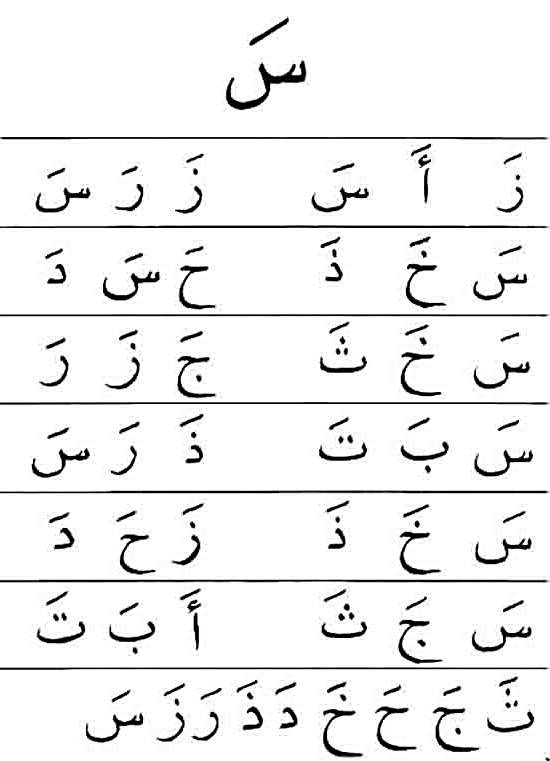 سَ
زَ أَ سَ زَ رَ سَ
سَ خَ ذَ حَ سَ دَ
سَ خَ ثَ جَ زَ رَ
سَ بَ تَ ذَ رَ سَ
سَ خَ ذَ زَ حَ دَ
سَ جَ ثَ أَ بَ تَ
ثَ جَ حَ خَ دَ ذَ رَ زَ سَ